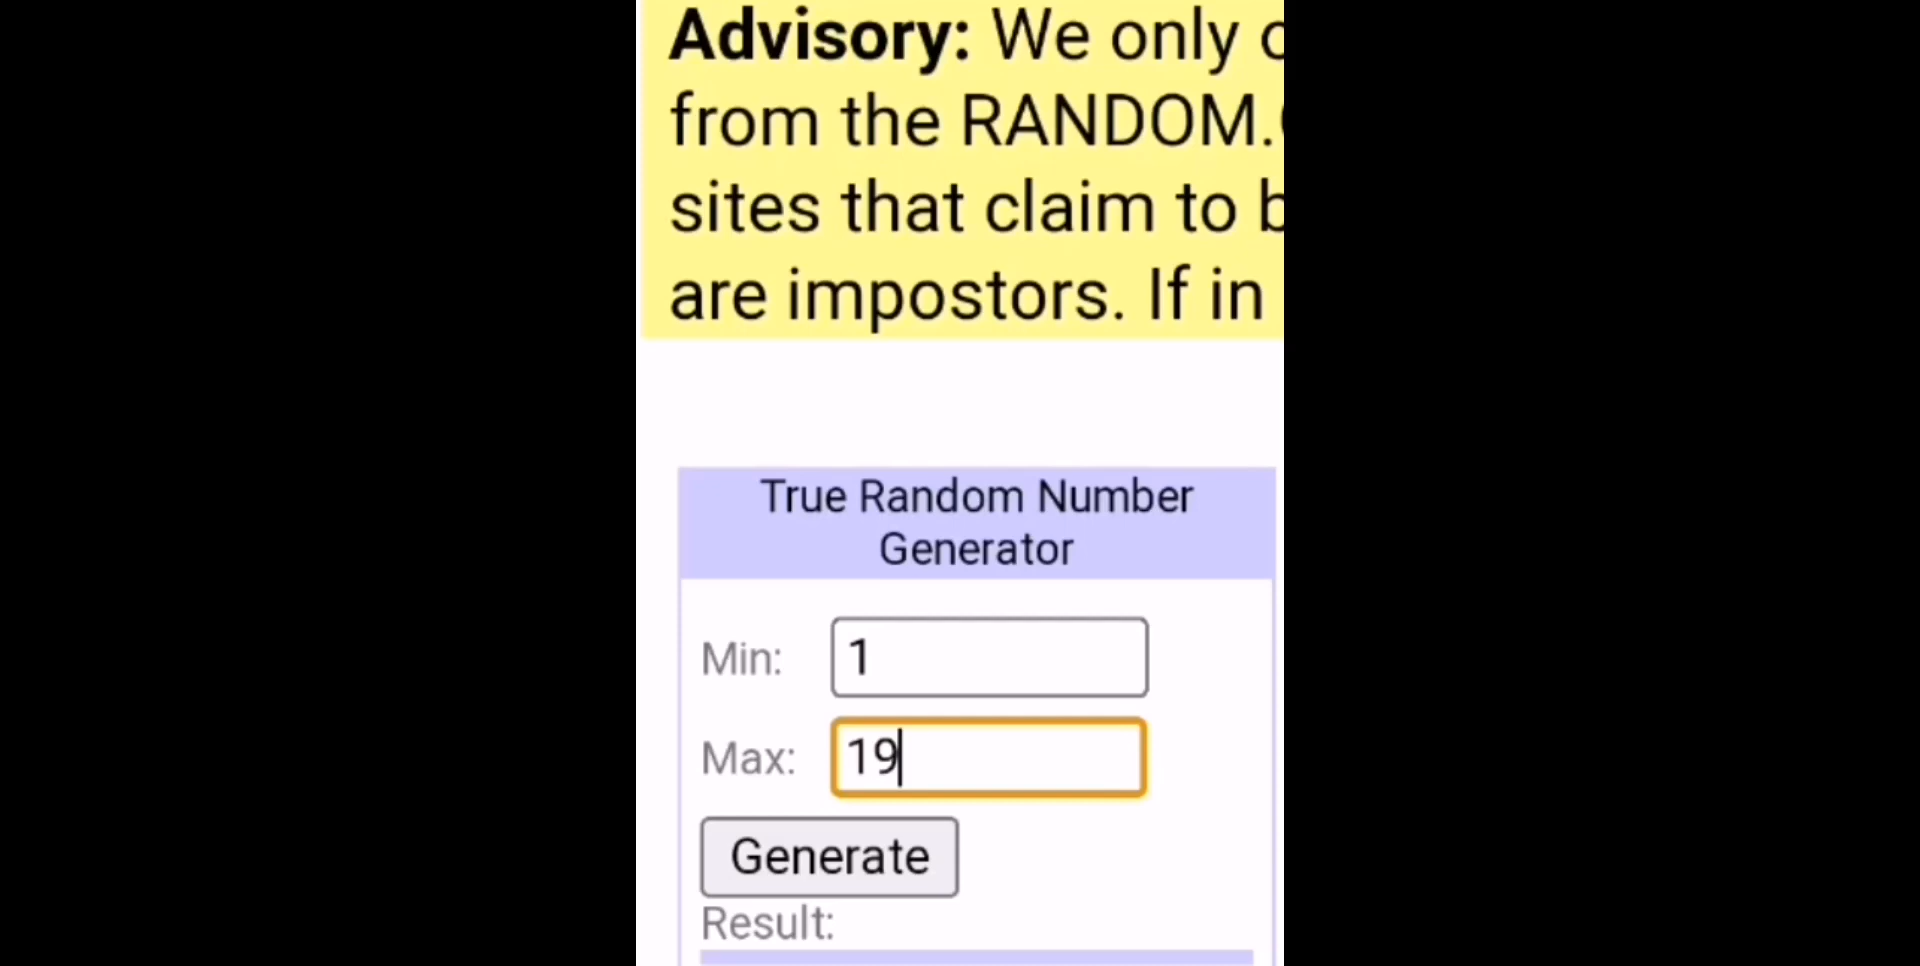 Advisory: We only
from the RANDOM.
sites that claim to
are impostors. If in
True Random Number
Generator
Min: 1
Max: 19
Generate
Result: